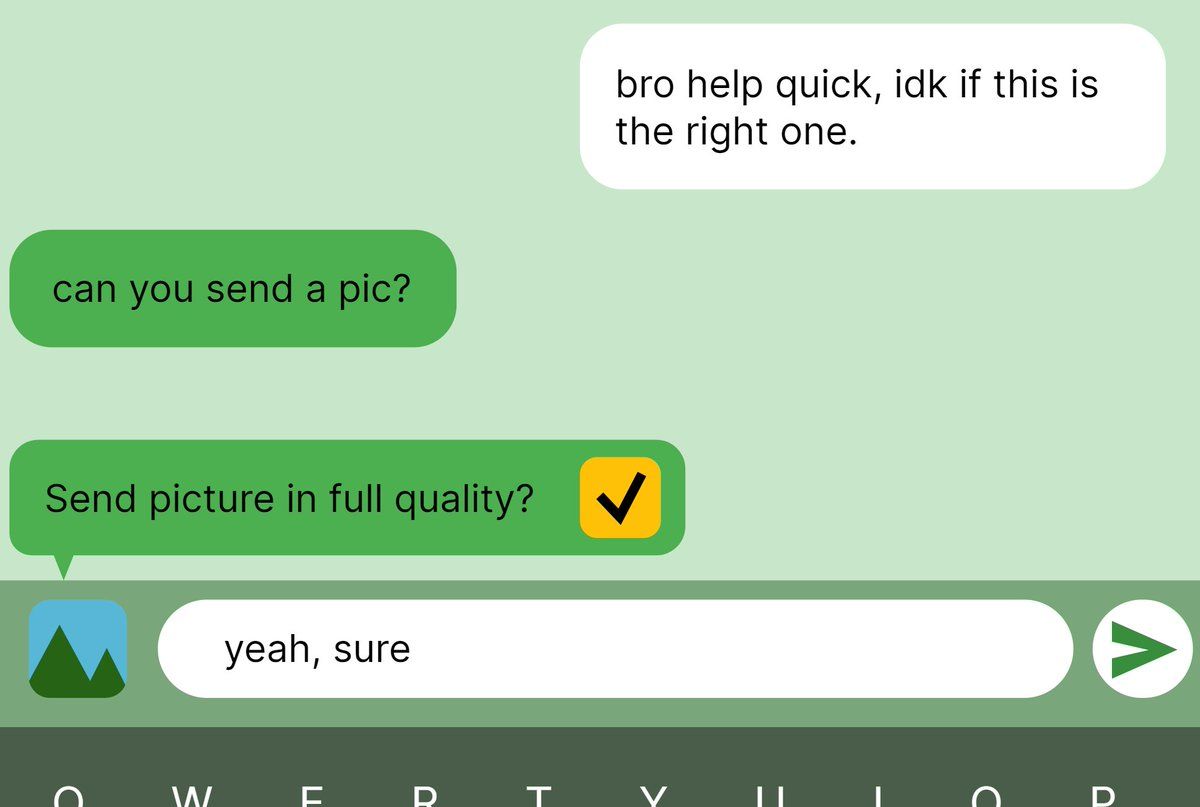 bro help quick, idk if this is
the right one.
can you send a pic?
Send picture in full quality?
yeah, sure
Q W E R T Y U I O P